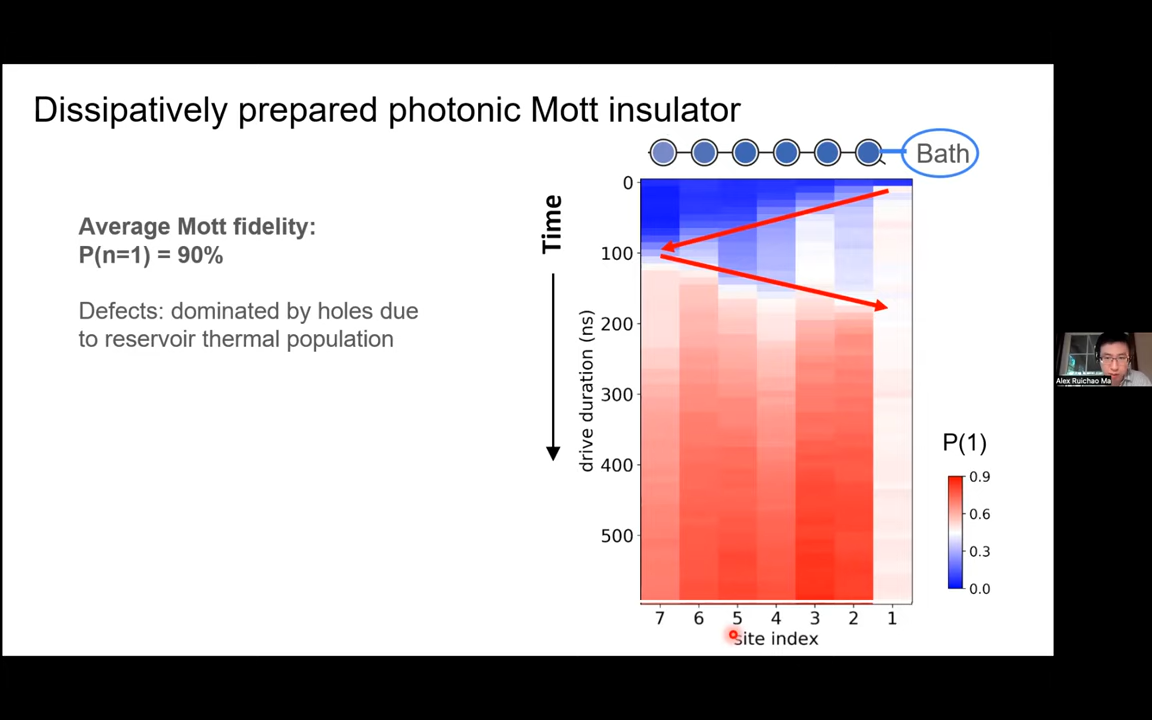 Dissipatively prepared photonic Mott insulator
Bath
Average Mott fidelity:
P(n=1) = 90%
Defects: dominated by holes due
to reservoir thermal population
Time
drive duration (ns)
0
100
200
300
400
500
7 6 5 4 3 2 1
site index
P(1)
0.9
0.6
0.3
0.0
Alex Ruichao Ma